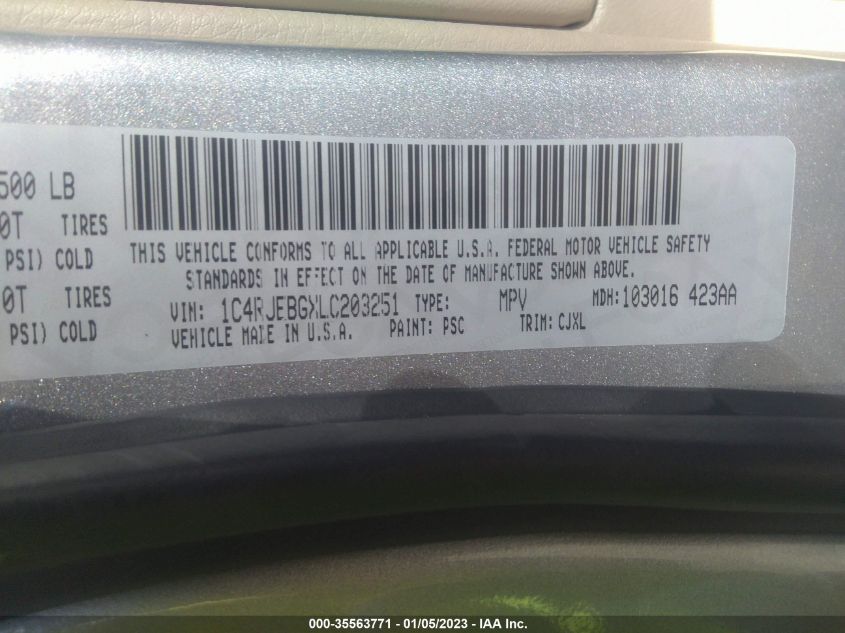 500 LB
0T TIRES
PSI) COLD
0T TIRES
PSI) COLD
THIS VEHICLE CONFORMS TO ALL APPLICABLE U.S.A. FEDERAL MOTOR VEHICLE SAFETY
STANDARDS IN EFFECT ON THE DATE OF MANUFACTURE SHOWN ABOVE.
VIN: 1C4RJEBGXLC203251 TYPE: MPV MDH:103016 423AA
VEHICLE MADE IN U.S.A. PAINT: PSC TRIM:CJXL
000-35563771 - 01/05/2023 - IAA Inc.